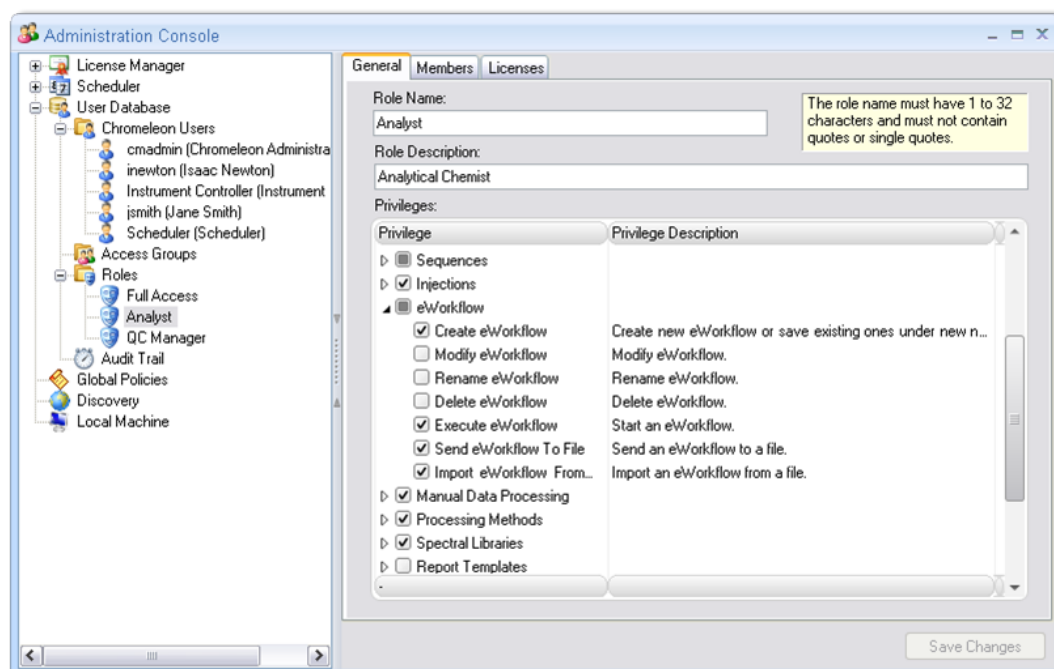 Administration Console
License Manager
Scheduler
User Database
Chromeleon Users
cmadmin (Chromeleon Administra
inewton (Isaac Newton)
Instrument Controller (Instrument
jsmith (Jane Smith)
Scheduler (Scheduler)
Access Groups
Roles
Full Access
Analyst
QC Manager
Audit Trail
Global Policies
Discovery
Local Machine
General Members Licenses
Role Name:
Analyst
The role name must have 1 to 32
characters and must not contain
quotes or single quotes.
Role Description:
Analytical Chemist
Privileges:
Privilege Privilege Description
Sequences
Injections
eWorkflow
Create eWorkflow Create new eWorkflow or save existing ones under new n...
Modify eWorkflow Modify eWorkflow.
Rename eWorkflow Rename eWorkflow.
Delete eWorkflow Delete eWorkflow.
Execute eWorkflow Start an eWorkflow.
Send eWorkflow To File Send an eWorkflow to a file.
Import eWorkflow From... Import an eWorkflow from a file.
Manual Data Processing
Processing Methods
Spectral Libraries
Report Templates
-
Save Changes